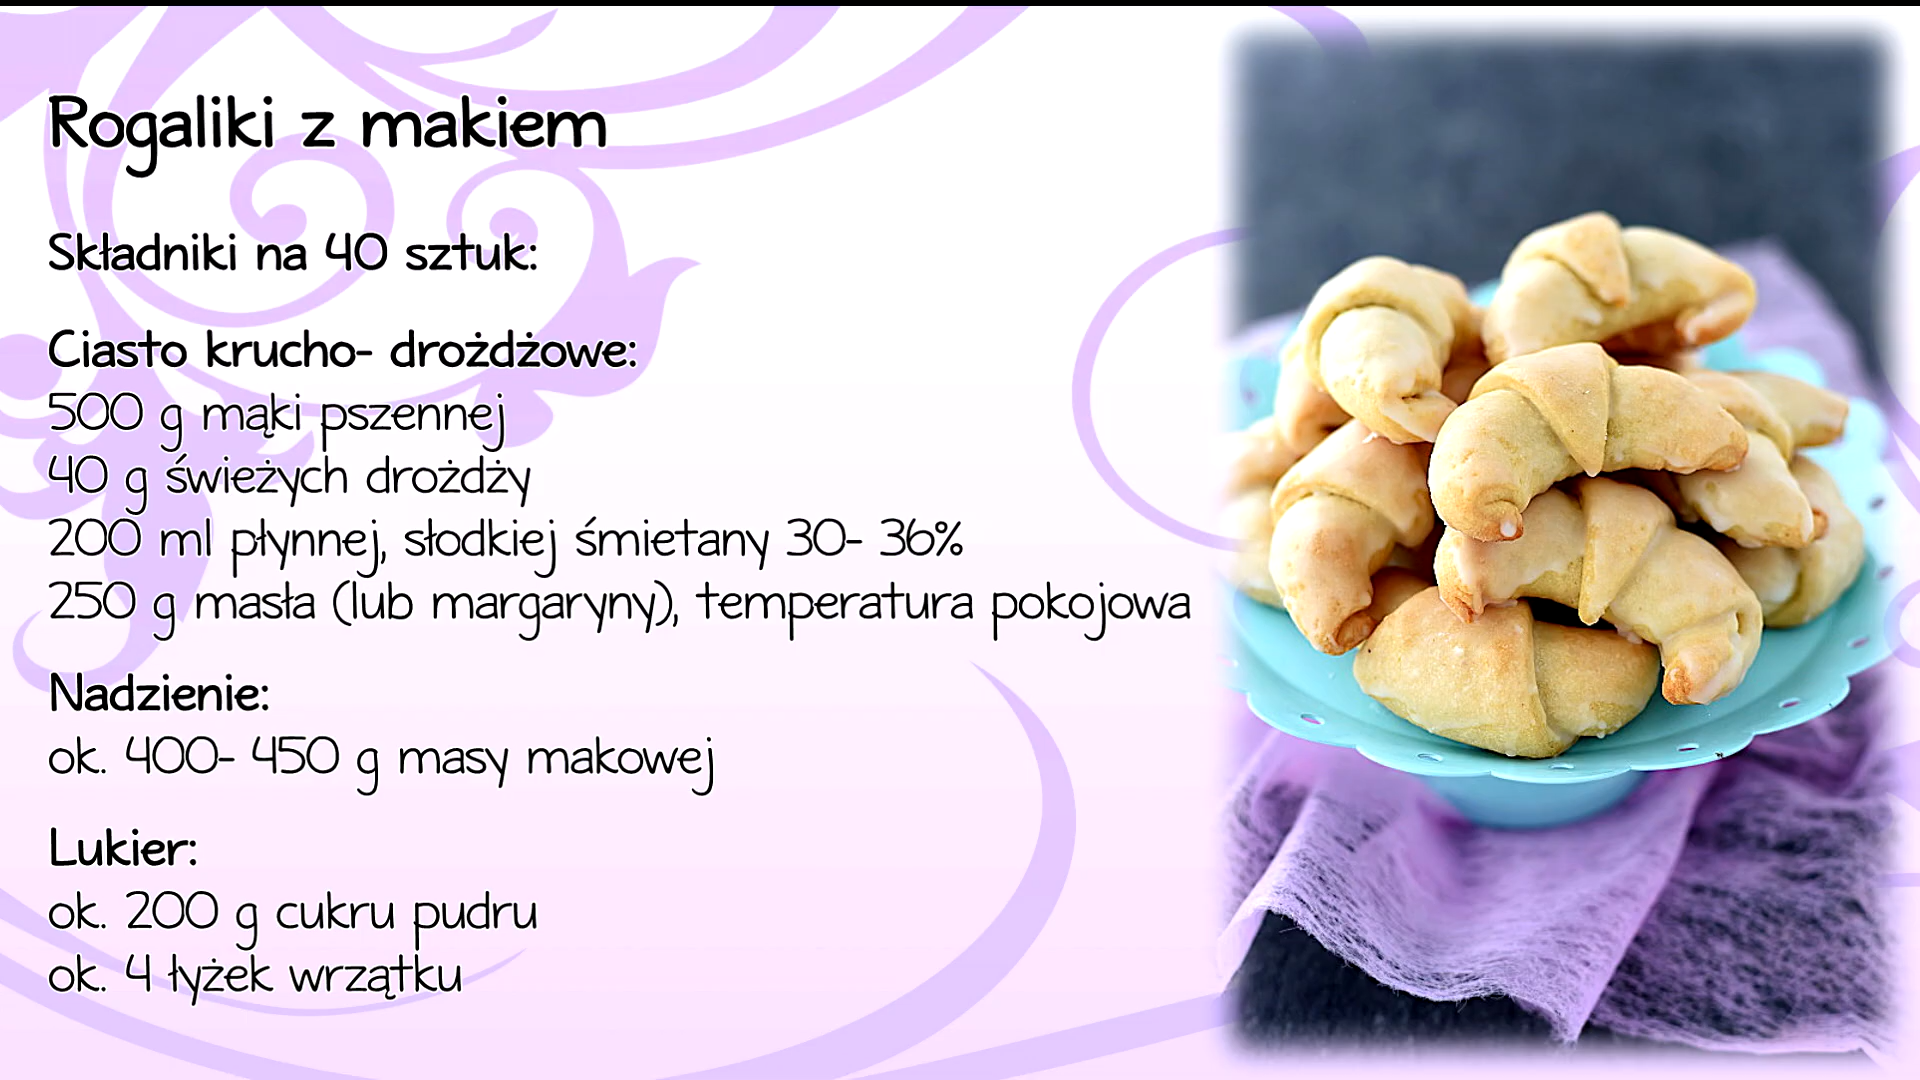 Rogaliki z makiem
Składniki na 40 sztuk:
Ciasto krucho- drożdżowe:
500 g mąki pszennej
40 g świeżych drożdży
200 ml płynnej, słodkiej śmietany 30- 36%
250 g masła (lub margaryny), temperatura pokojowa
Nadzienie:
ok. 400- 450 g masy makowej
Lukier:
ok. 200 g cukru pudru
ok. 4 łyżek wrzątku